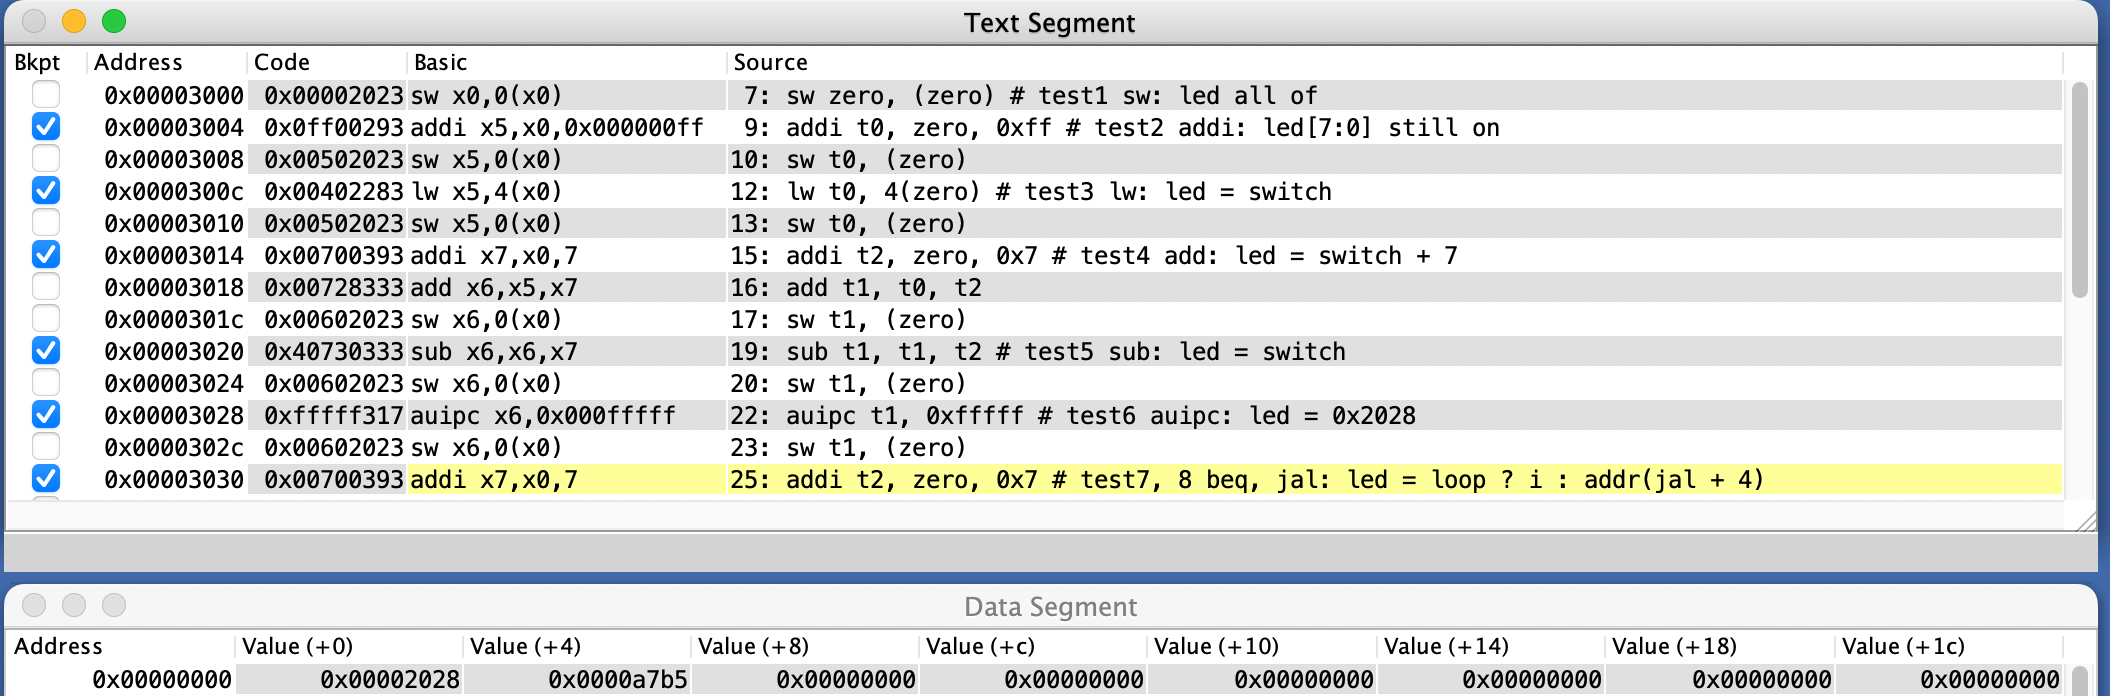 Text Segment
Bkpt Address Code Basic Source
0x00003000 0x00002023 sw x0,0(x0) 7: sw zero, (zero) # test1 sw: led all of
0x00003004 0x0ff00293 addi x5,x0,0x000000ff 9: addi t0, zero, 0xff # test2 addi: led[7:0] still on
0x00003008 0x00502023 sw x5,0(x0) 10: sw t0, (zero)
0x0000300c 0x00402283 lw x5,4(x0) 12: lw t0, 4(zero) # test3 lw: led = switch
0x00003010 0x00502023 sw x5,0(x0) 13: sw t0, (zero)
0x00003014 0x00700393 addi x7,x0,7 15: addi t2, zero, 0x7 # test4 add: led = switch + 7
0x00003018 0x00728333 add x6,x5,x7 16: add t1, t0, t2
0x0000301c 0x00602023 sw x6,0(x0) 17: sw t1, (zero)
0x00003020 0x40730333 sub x6,x6,x7 19: sub t1, t1, t2 # test5 sub: led = switch
0x00003024 0x00602023 sw x6,0(x0) 20: sw t1, (zero)
0x00003028 0xfffff317 auipc x6,0x000fffff 22: auipc t1, 0xfffff # test6 auipc: led = 0x2028
0x0000302c 0x00602023 sw x6,0(x0) 23: sw t1, (zero)
0x00003030 0x00700393 addi x7,x0,7 25: addi t2, zero, 0x7 # test7, 8 beq, jal: led = loop ? i : addr(jal + 4)
Data Segment
Address Value (+0) Value (+4) Value (+8) Value (+c) Value (+10) Value (+14) Value (+18) Value (+1c)
0x00000000 0x00002028 0x0000a7b5 0x00000000 0x00000000 0x00000000 0x00000000 0x00000000 0x00000000